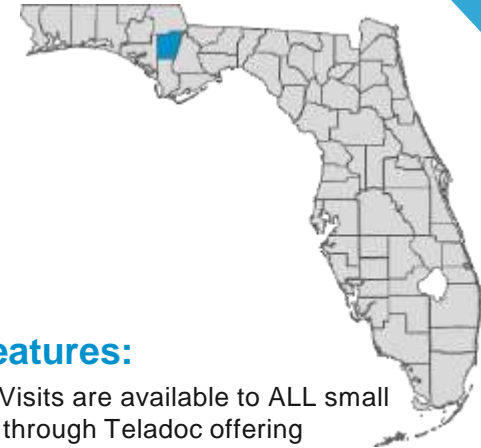 eatures:
Visits are available to ALL small
through Teladoc offering